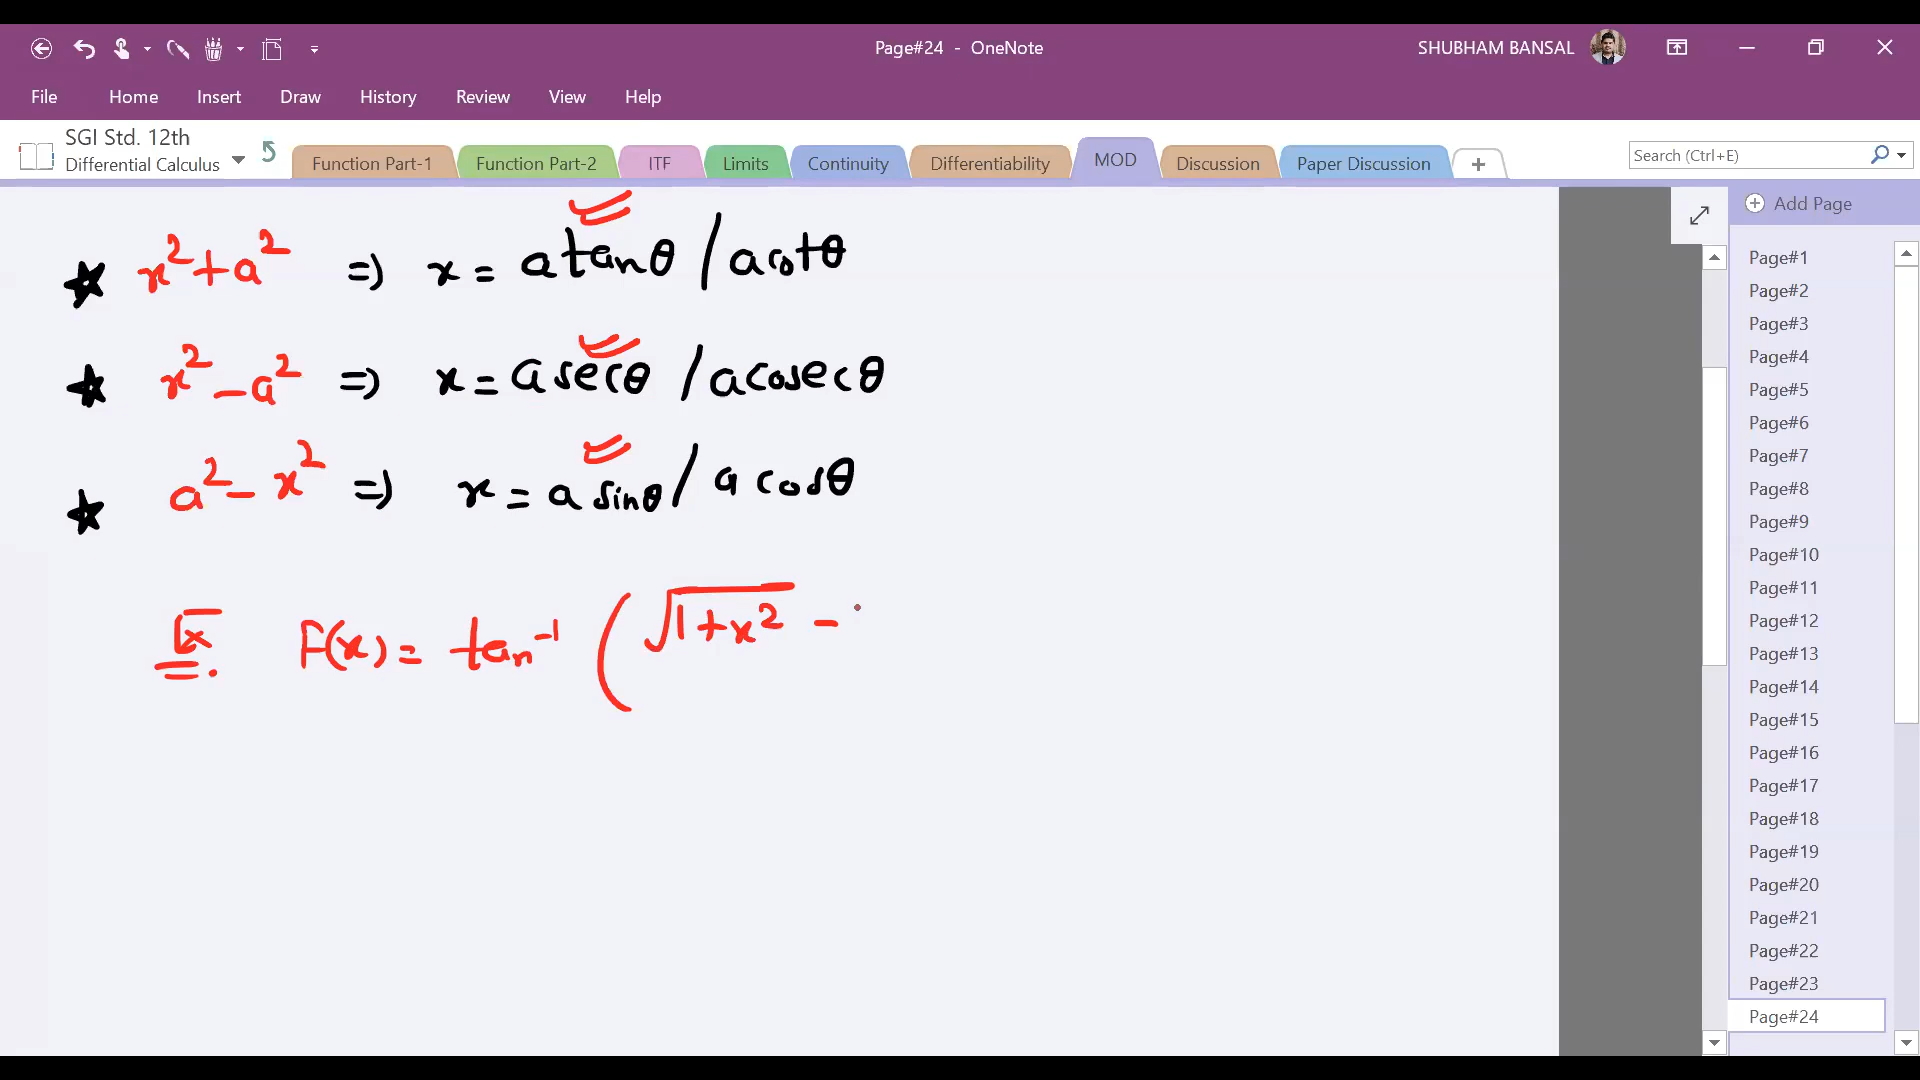 Page#24 - OneNote
SHUBHAM BANSAL
File Home Insert Draw History Review View Help
SGI Std. 12th
Differential Calculus
Function Part-1 Function Part-2 ITF Limits Continuity Differentiability MOD Discussion Paper Discussion +
Search (Ctrl+E)
★ x²+a² => x = a tanθ / a cotθ
★ x²-a² => x = a secθ / a cosecθ
★ a²-x² => x = a sinθ / a cosθ
Ex. F(x) = tan⁻¹ ( √1+x² -
Add Page
Page#1
Page#2
Page#3
Page#4
Page#5
Page#6
Page#7
Page#8
Page#9
Page#10
Page#11
Page#12
Page#13
Page#14
Page#15
Page#16
Page#17
Page#18
Page#19
Page#20
Page#21
Page#22
Page#23
Page#24